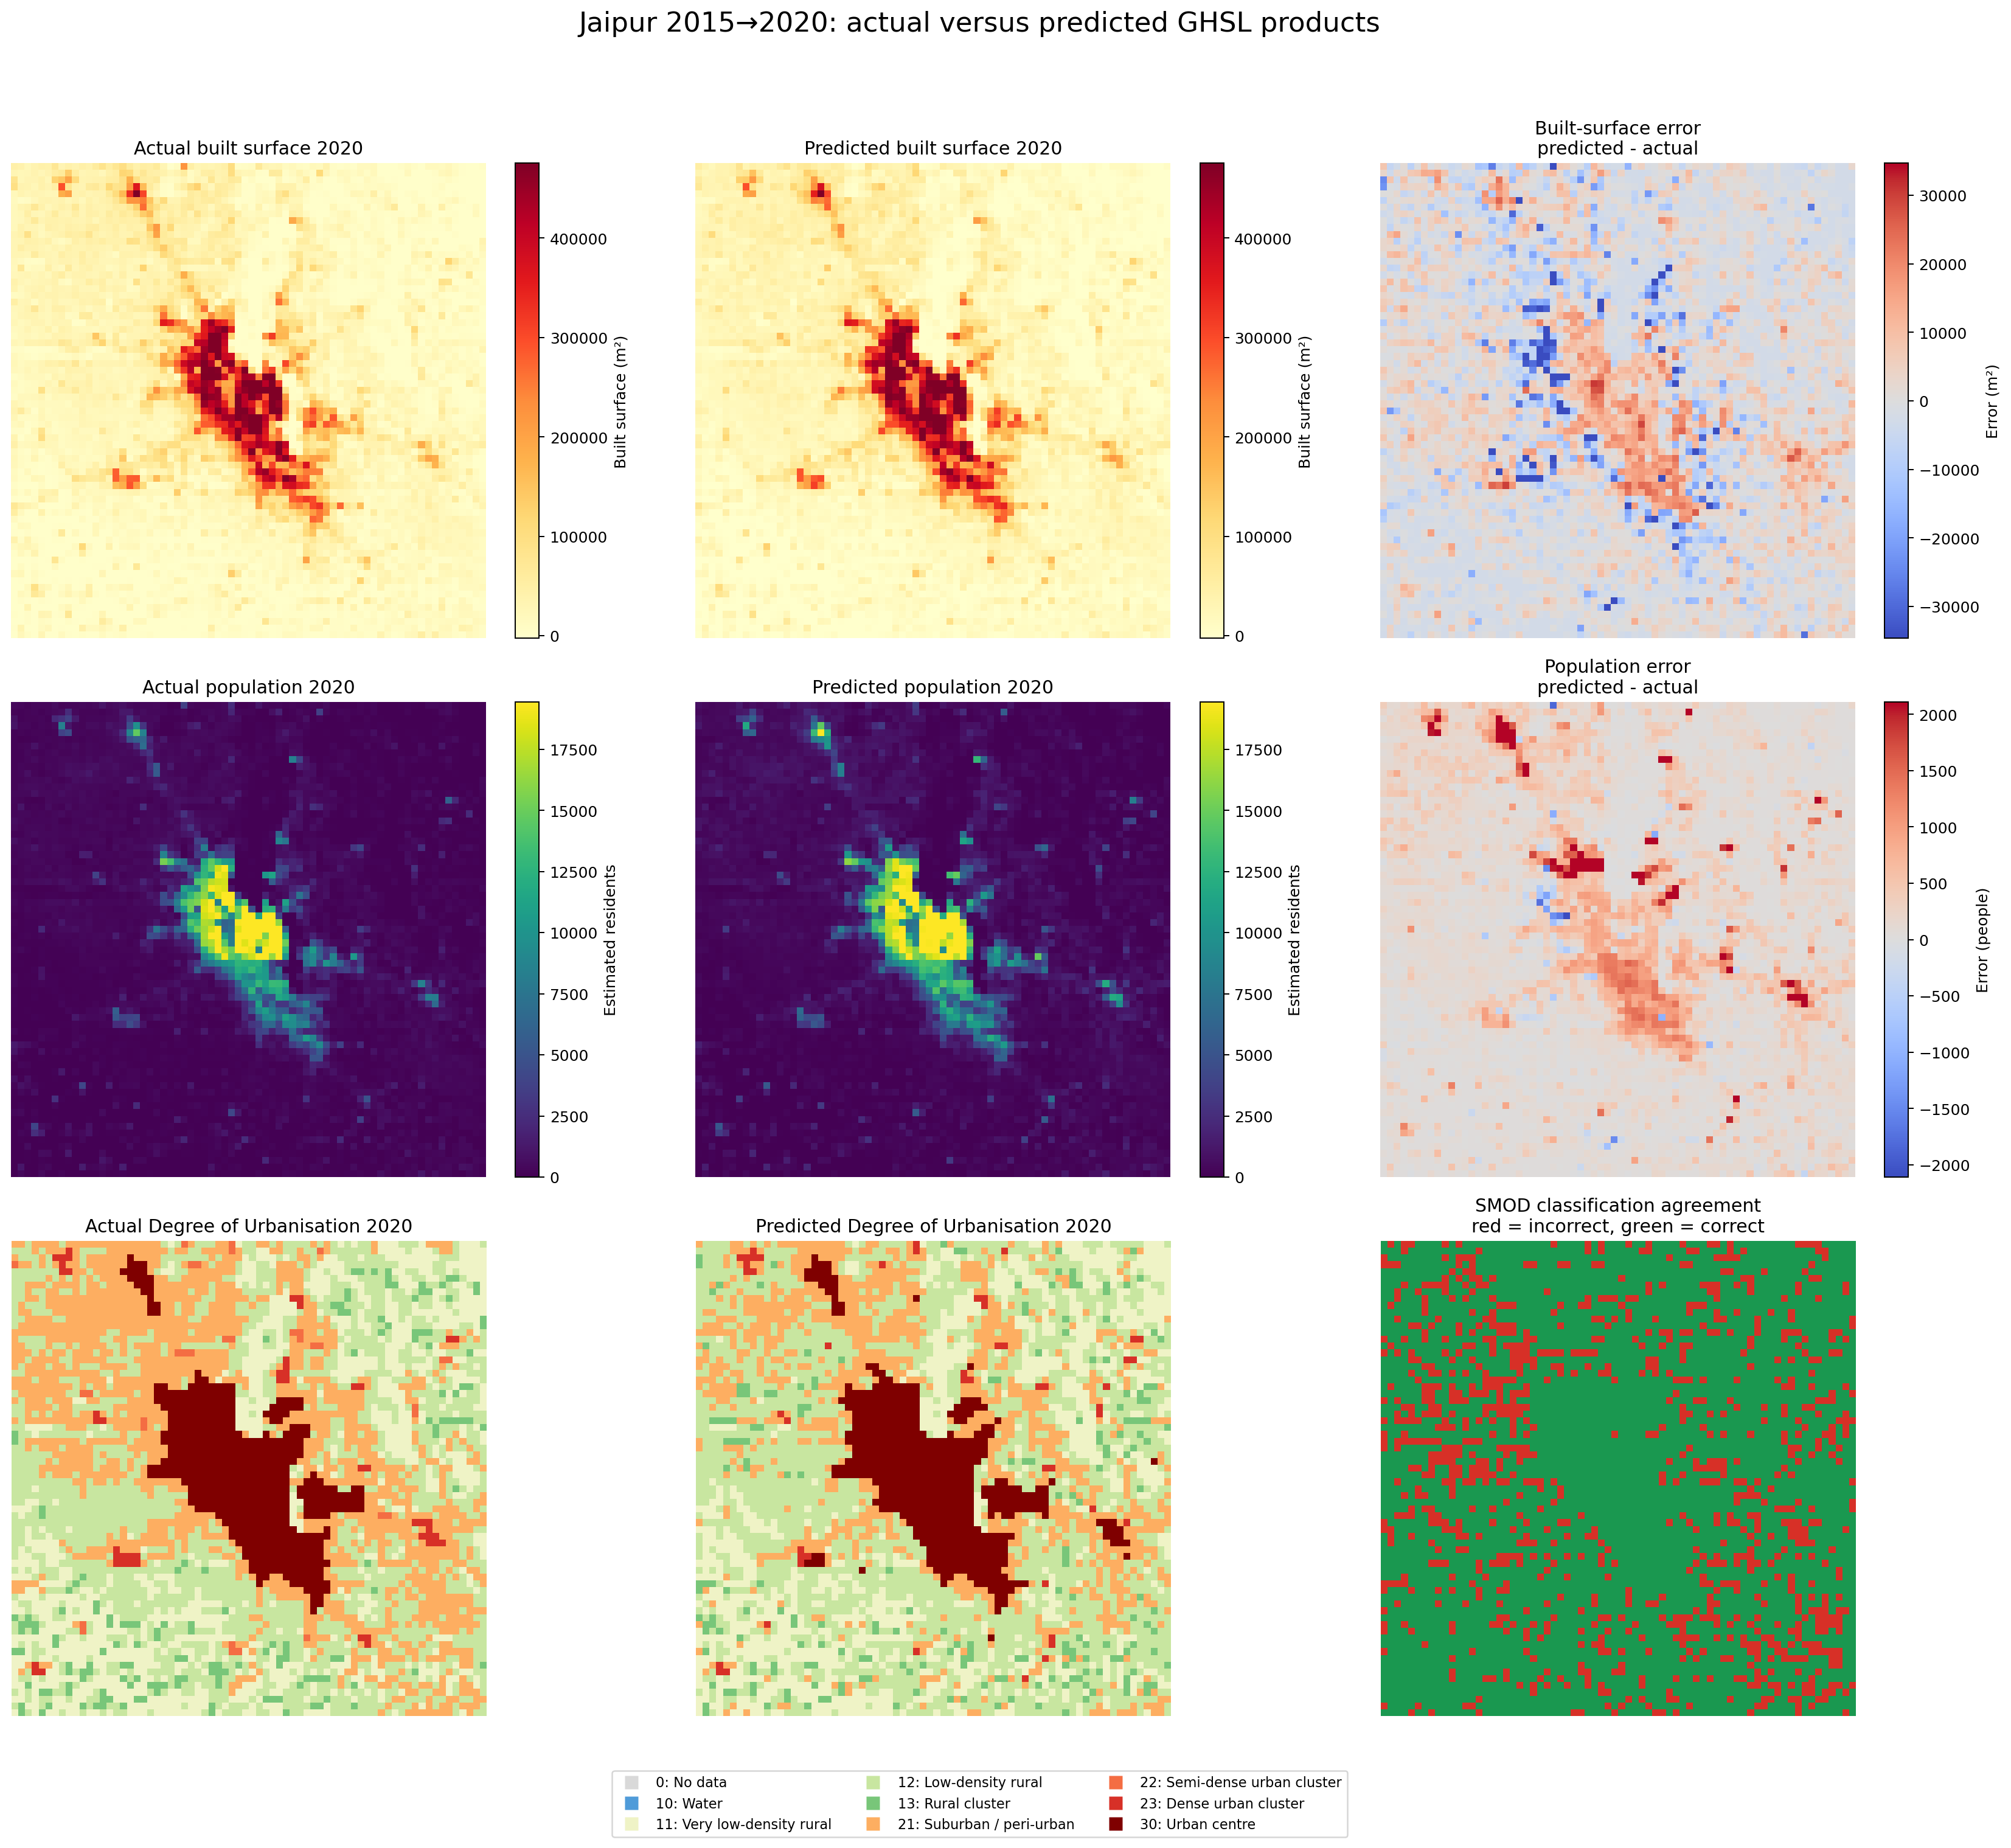 Jaipur 2015→2020: actual versus predicted GHSL products
Actual built surface 2020
400000
300000
200000
100000
0
Built surface (m²)
Predicted built surface 2020
400000
300000
200000
100000
0
Built surface (m²)
Built-surface error
predicted - actual
30000
20000
10000
0
−10000
−20000
−30000
Error (m²)
Actual population 2020
17500
15000
12500
10000
7500
5000
2500
0
Estimated residents
Predicted population 2020
17500
15000
12500
10000
7500
5000
2500
0
Estimated residents
Population error
predicted - actual
2000
1500
1000
500
0
−500
−1000
−1500
−2000
Error (people)
Actual Degree of Urbanisation 2020
Predicted Degree of Urbanisation 2020
SMOD classification agreement
red = incorrect, green = correct
0: No data
10: Water
11: Very low-density rural
12: Low-density rural
13: Rural cluster
21: Suburban / peri-urban
22: Semi-dense urban cluster
23: Dense urban cluster
30: Urban centre